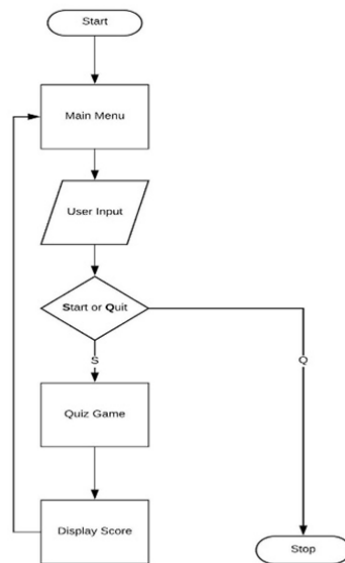 Start
Main Menu
User Input
Start or Quit
S
Q
Quiz Game
Display Score
Stop